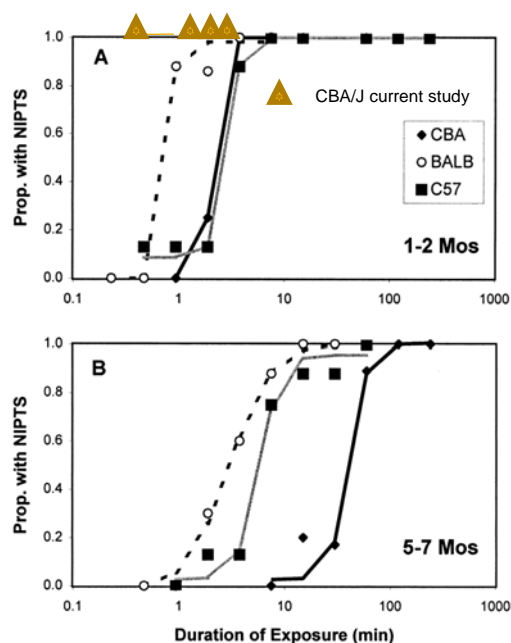 A
CBA/J current study
CBA
BALB
C57
1-2 Mos
Prop. with NIPTS
1.0
0.8
0.6
0.4
0.2
0.0
0.1 1 10 100 1000
B
5-7 Mos
Prop. with NIPTS
1.0
0.8
0.6
0.4
0.2
0.0
0.1 1 10 100 1000
Duration of Exposure (min)